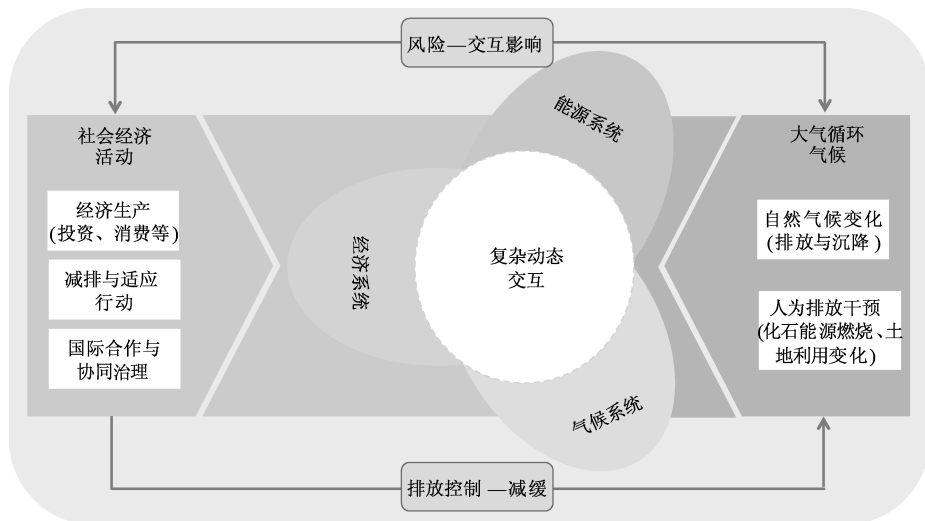 风险—交互影响
社会经济
活动
经济生产
(投资、消费等)
减排与适应
行动
国际合作与
协同治理
经济系统
能源系统
复杂动态
交互
气候系统
大气循环
气候
自然气候变化
(排放与沉降)
人为排放干预
(化石能源燃烧、土
地利用变化)
排放控制—减缓